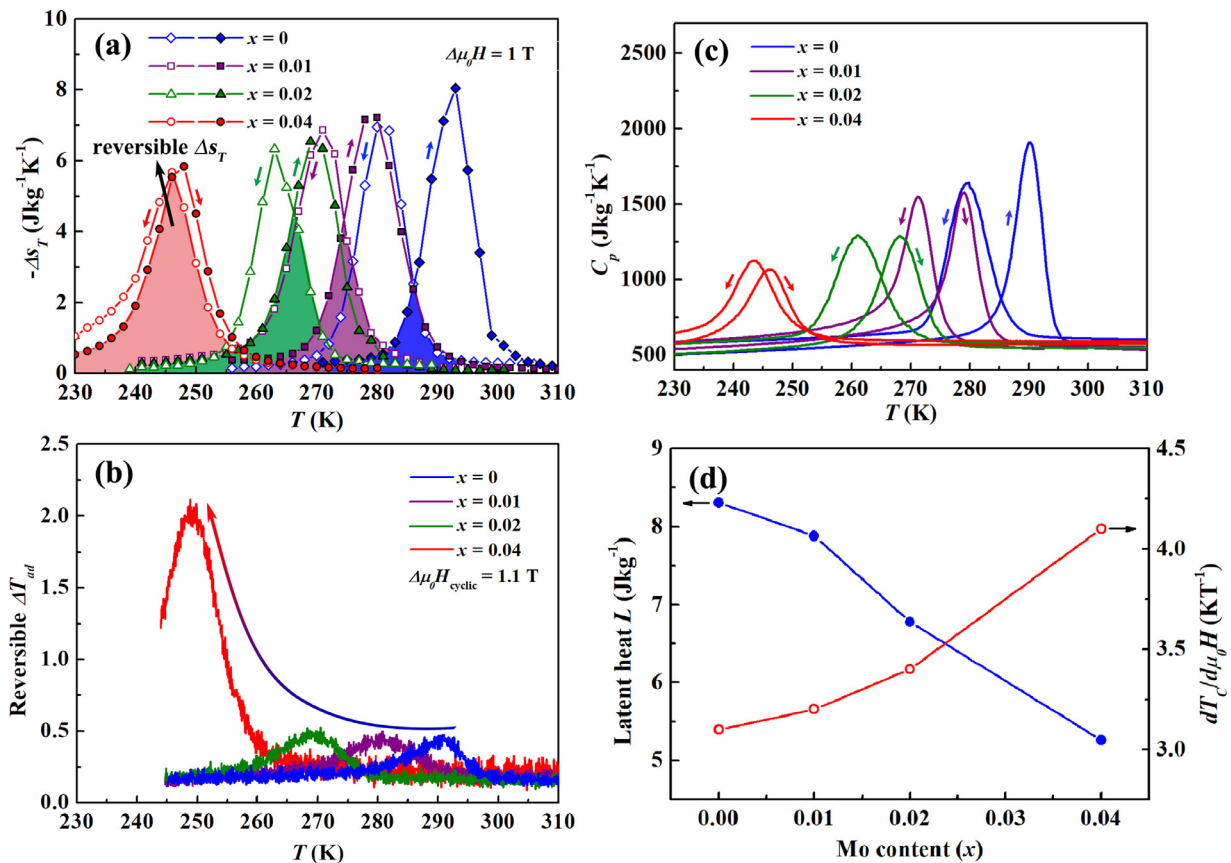 (a)
x = 0
x = 0.01
x = 0.02
x = 0.04
Δμ₀H = 1 T
reversible Δs_T
-Δs_T (Jkg⁻¹K⁻¹)
10
8
6
4
2
0
230 240 250 260 270 280 290 300 310
T (K)
(c)
x = 0
x = 0.01
x = 0.02
x = 0.04
C_p (Jkg⁻¹K⁻¹)
2500
2000
1500
1000
500
230 240 250 260 270 280 290 300 310
T (K)
(b)
x = 0
x = 0.01
x = 0.02
x = 0.04
Δμ₀H_cyclic = 1.1 T
Reversible ΔT_ad
2.5
2.0
1.5
1.0
0.5
0.0
230 240 250 260 270 280 290 300 310
T (K)
(d)
Latent heat L (Jkg⁻¹)
9
8
7
6
5
4.5
4.0
3.5
3.0
dT_C/dμ₀H (KT⁻¹)
0.00 0.01 0.02 0.03 0.04
Mo content (x)